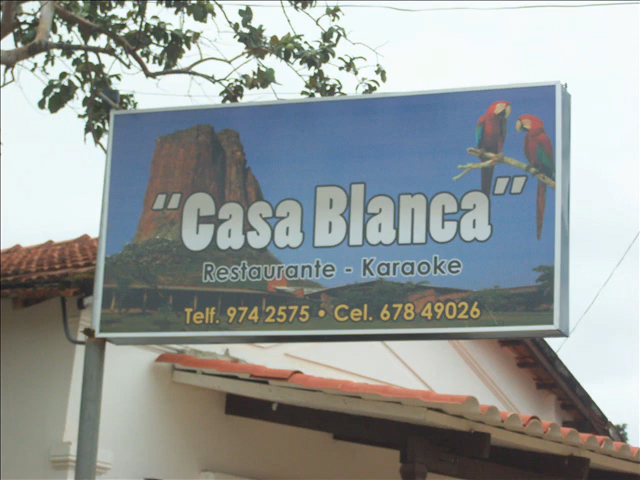 "Casa Blanca"
Restaurante - Karaoke
Telf. 974 2575 • Cel. 678 49026